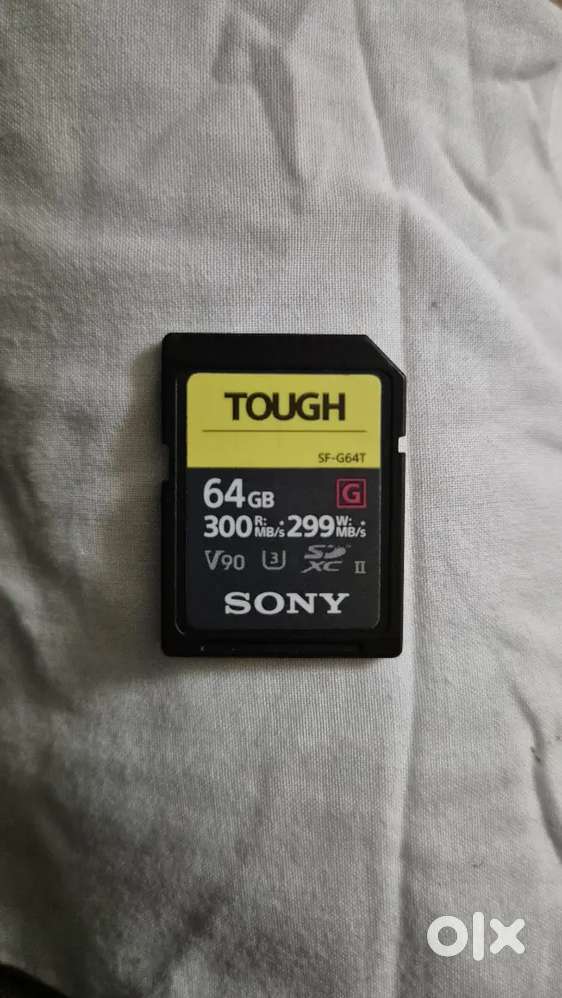 TOUGH
SF-G64T
64GB G
300 R: MB/s 299 W: MB/s
V90 3 SD XC II
SONY
olx